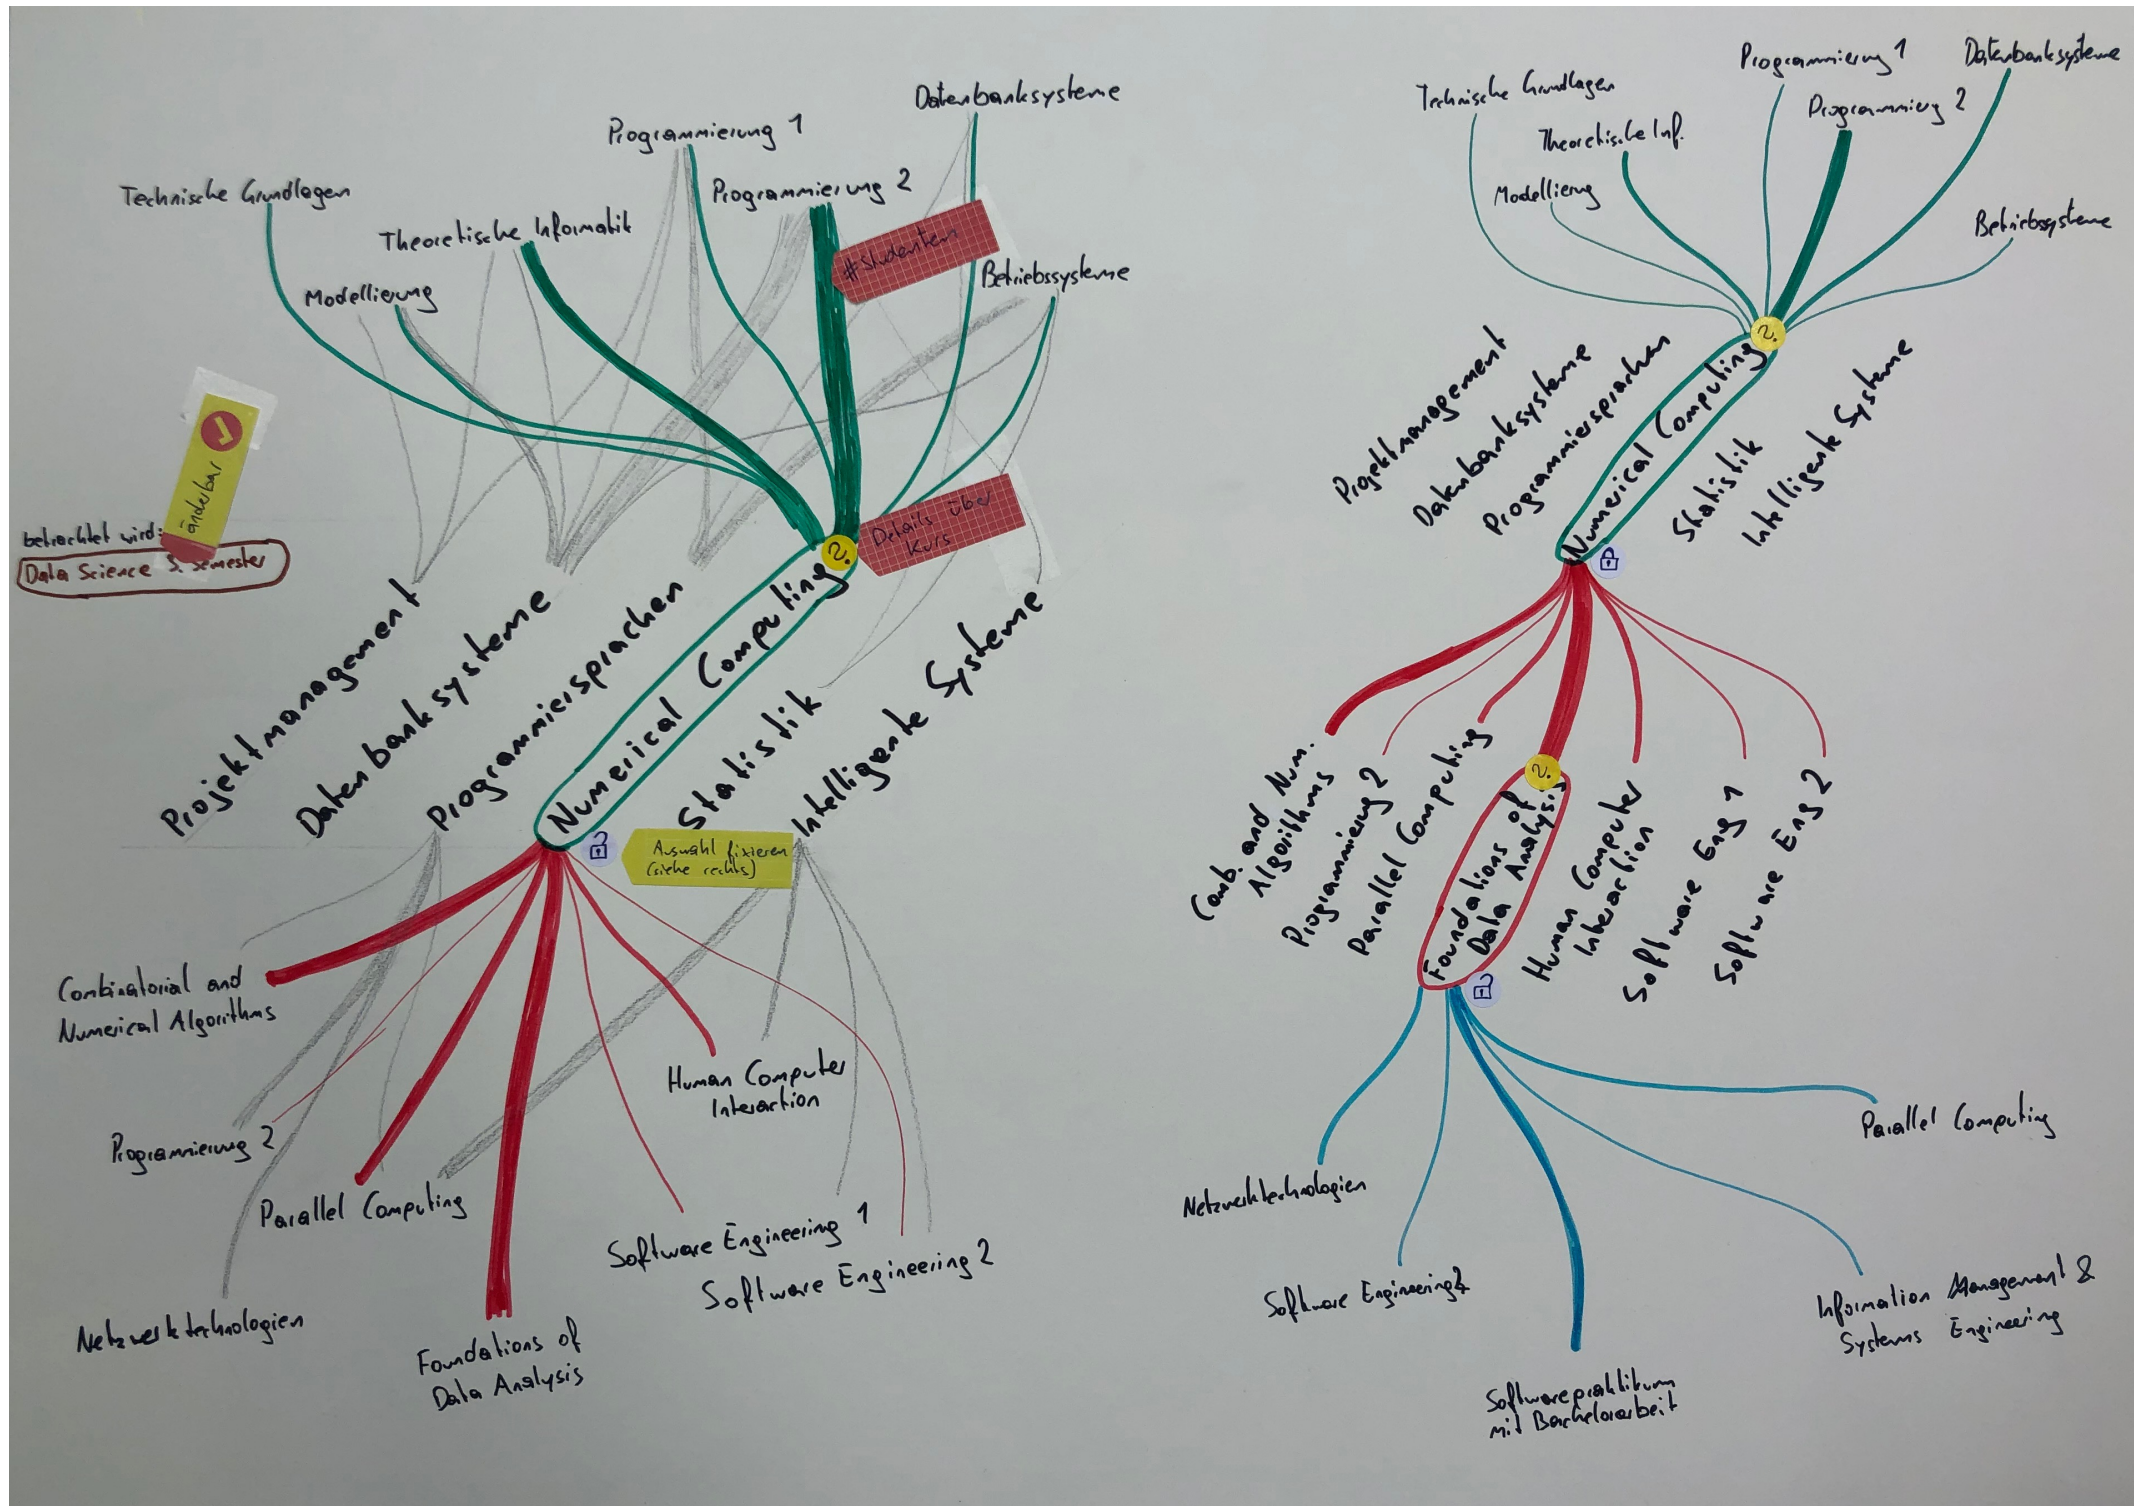 Datenbanksysteme
Programmierung 1
Programmierung 2
Technische Grundlagen
Theoretische Informatik
#Studenten
Betriebssysteme
Modellierung
änderbar
betrachtet wird:
Data Science 3. Semester
Details über
Kurs
?
Projektmanagement
Datenbanksysteme
Programmiersprachen
Numerical Computing
Statistik
Intelligente Systeme
Auswahl fixieren
(siehe rechts)
Combinatorial and
Numerical Algorithms
Programmierung 2
Parallel Computing
Netzwerktechnologien
Foundations of
Data Analysis
Human Computer
Interaction
Software Engineering 1
Software Engineering 2
Technische Grundlagen
Programmierung 1
Datenbanksysteme
Theoretische Inf.
Programmierg 2
Modellierung
Betriebssysteme
?
Projektmanagement
Datenbanksysteme
Programmiersprachen
Numerical Computing
Statistik
Intelligente Systeme
Comb. and Num.
Algorithms
Programmierung 2
Parallel Computing
?
Foundations of
Data Analysis
Human Computer
Interaction
Software Eng 1
Software Eng 2
Netzwerktechnologien
Software Engineering 2
Softwarepraktikum
mit Bachelorarbeit
Information Management &
Systems Engineering
Parallel Computing